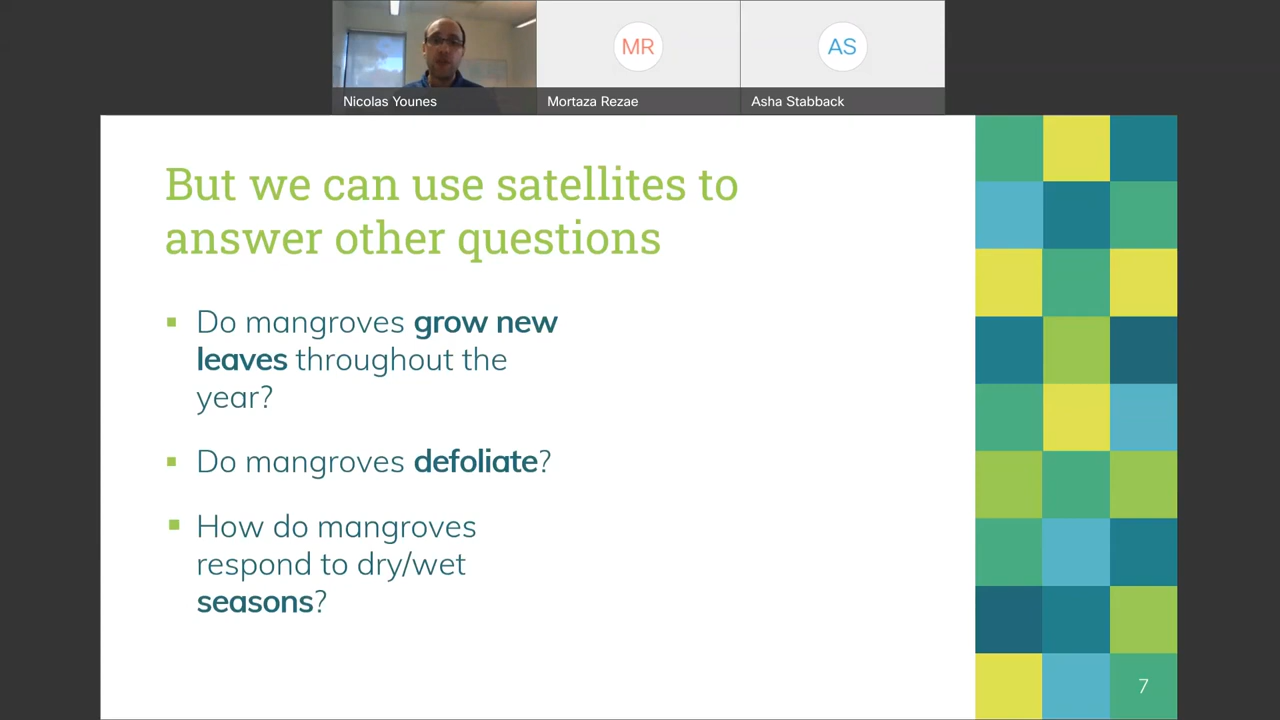 MR
AS
Nicolas Younes
Mortaza Rezae
Asha Stabback
But we can use satellites to
answer other questions
▪ Do mangroves grow new
leaves throughout the
year?
▪ Do mangroves defoliate?
▪ How do mangroves
respond to dry/wet
seasons?
7